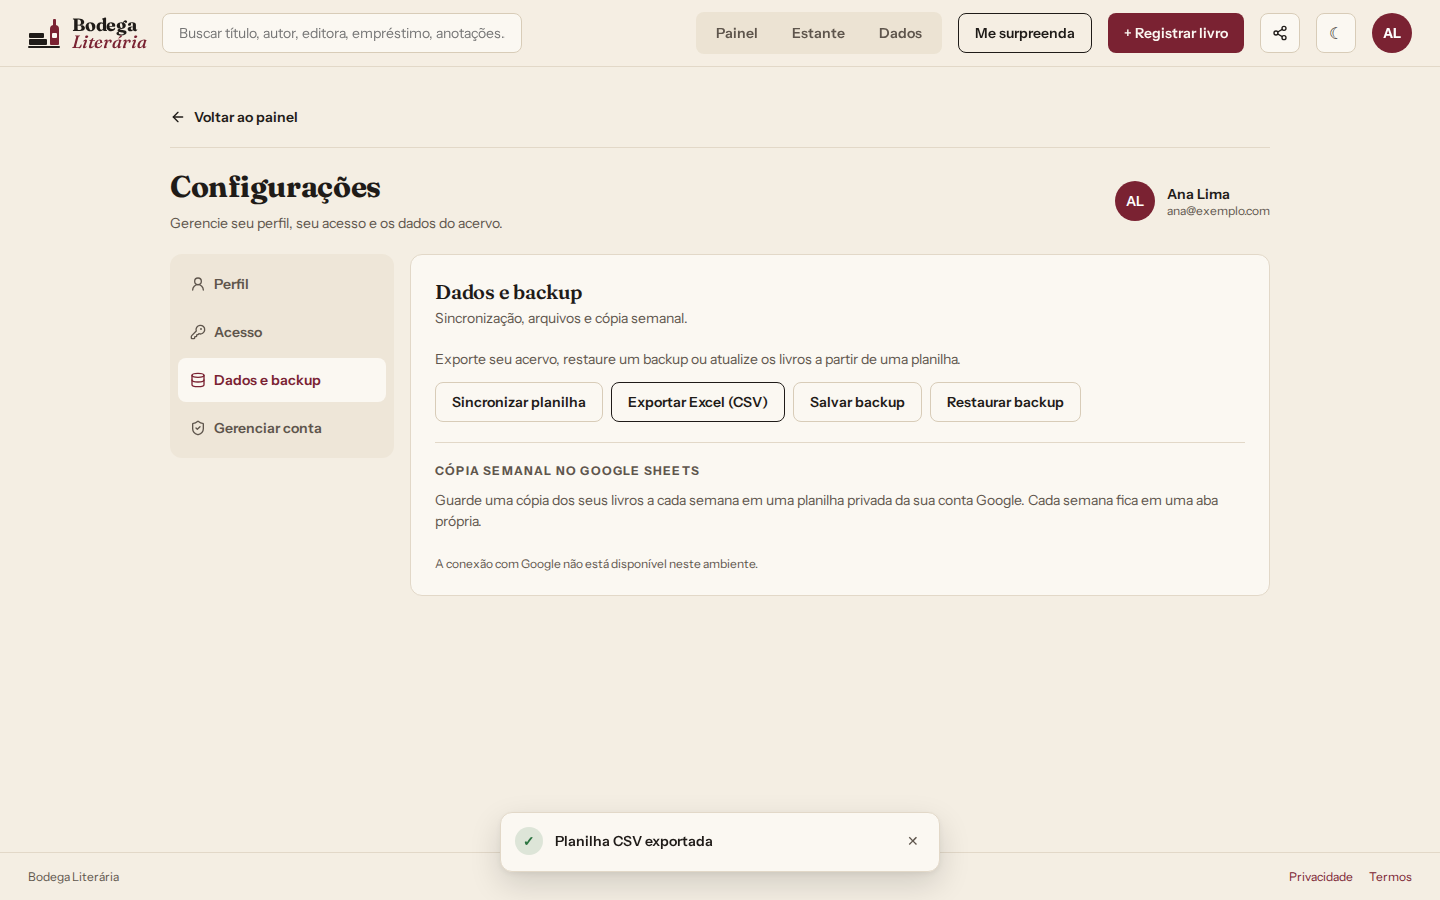 Bodega
Literária
Buscar título, autor, editora, empréstimo, anotações.
Painel
Estante
Dados
Me surpreenda
+ Registrar livro
AL
Voltar ao painel
Configurações
Gerencie seu perfil, seu acesso e os dados do acervo.
AL
Ana Lima
ana@exemplo.com
Perfil
Acesso
Dados e backup
Gerenciar conta
Dados e backup
Sincronização, arquivos e cópia semanal.
Exporte seu acervo, restaure um backup ou atualize os livros a partir de uma planilha.
Sincronizar planilha
Exportar Excel (CSV)
Salvar backup
Restaurar backup
CÓPIA SEMANAL NO GOOGLE SHEETS
Guarde uma cópia dos seus livros a cada semana em uma planilha privada da sua conta Google. Cada semana fica em uma aba
própria.
A conexão com Google não está disponível neste ambiente.
Planilha CSV exportada
Bodega Literária
Privacidade
Termos